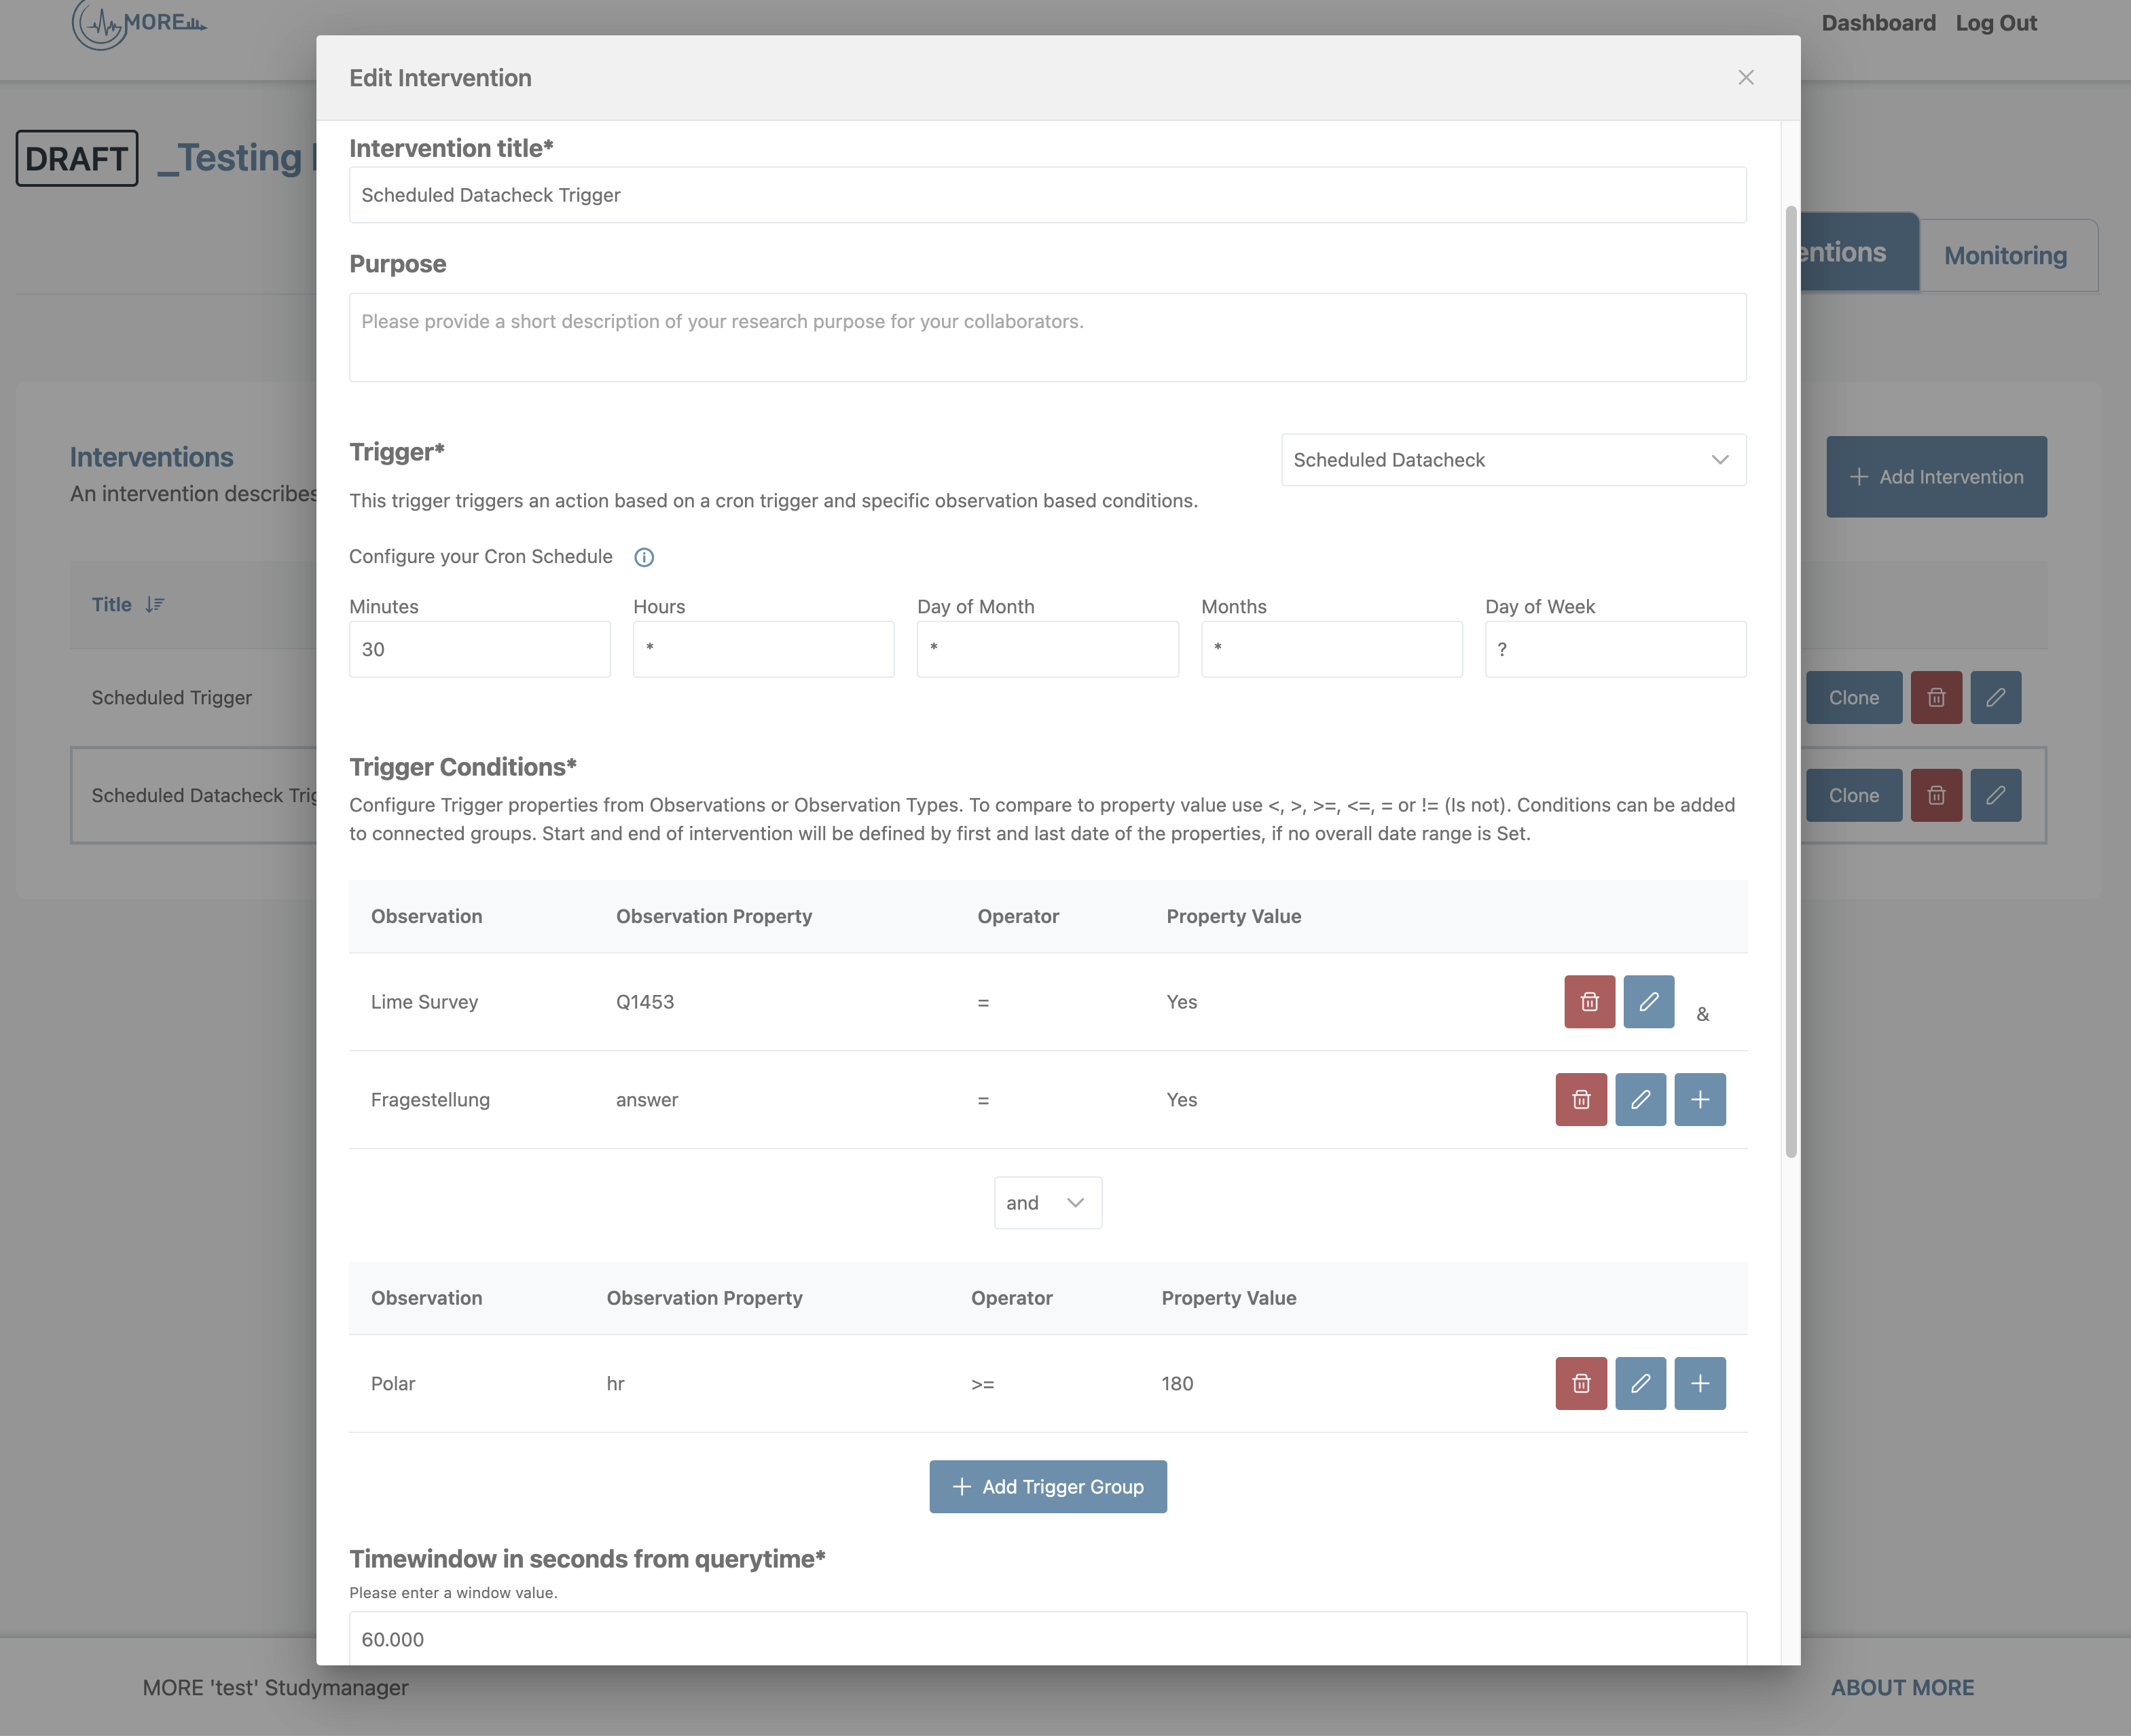 MORE
Dashboard Log Out
Edit Intervention
DRAFT _Testing
Intervention title*
Scheduled Datacheck Trigger
Purpose
Please provide a short description of your research purpose for your collaborators.
entions Monitoring
Trigger*
Scheduled Datacheck
This trigger triggers an action based on a cron trigger and specific observation based conditions.
Interventions
An intervention describes
+ Add Intervention
Configure your Cron Schedule
Minutes Hours Day of Month Months Day of Week
30 * * * ?
Title
Scheduled Trigger
Clone
Scheduled Datacheck Trig
Clone
Trigger Conditions*
Configure Trigger properties from Observations or Observation Types. To compare to property value use <, >, >=, <=, = or != (Is not). Conditions can be added
to connected groups. Start and end of intervention will be defined by first and last date of the properties, if no overall date range is Set.
Observation Observation Property Operator Property Value
Lime Survey Q1453 = Yes &
Fragestellung answer = Yes
and
Observation Observation Property Operator Property Value
Polar hr >= 180
+ Add Trigger Group
Timewindow in seconds from querytime*
Please enter a window value.
60.000
MORE 'test' Studymanager
ABOUT MORE